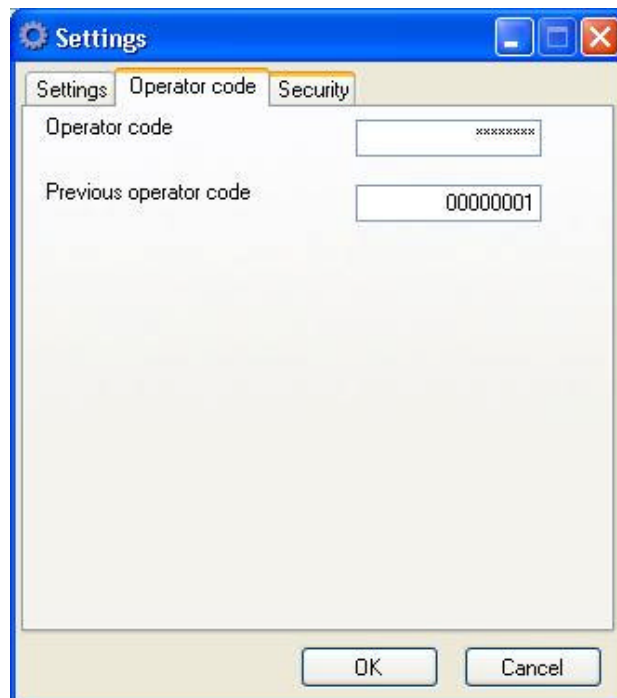 Settings
Settings Operator code Security
Operator code ********
Previous operator code 00000001
OK Cancel